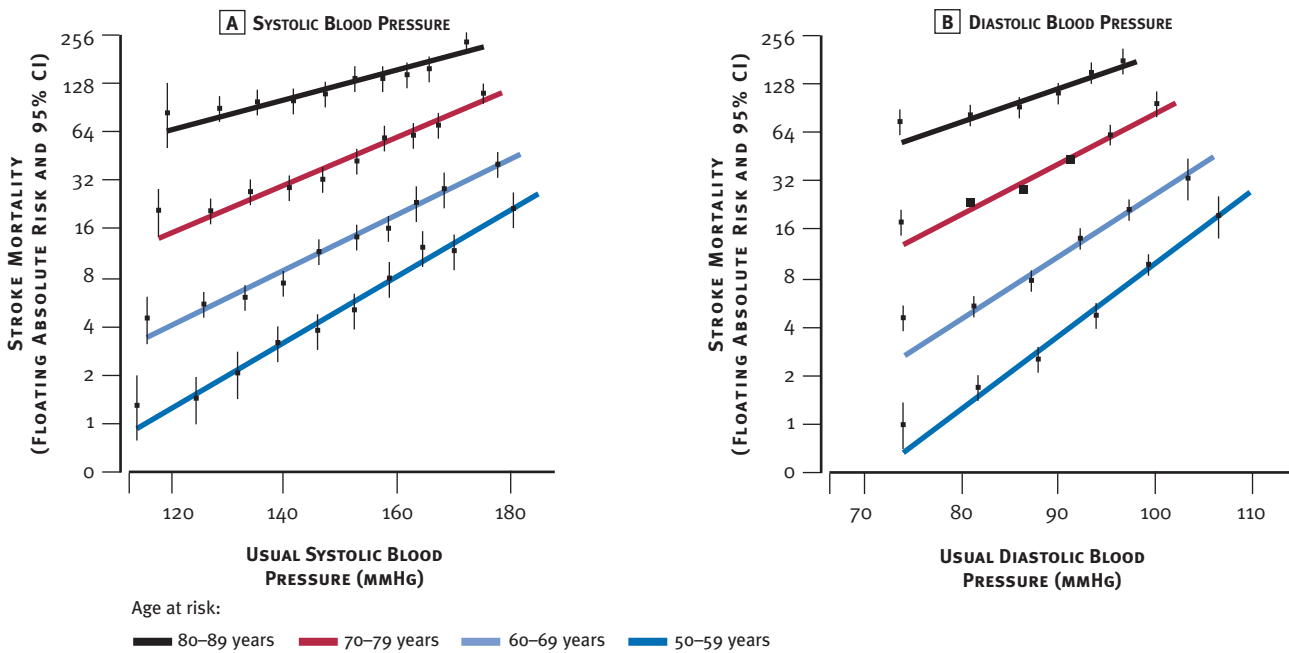 A SYSTOLIC BLOOD PRESSURE
STROKE MORTALITY
(FLOATING ABSOLUTE RISK AND 95% CI)
256
128
64
32
16
8
4
2
1
0
120 140 160 180
USUAL SYSTOLIC BLOOD
PRESSURE (MMHG)
B DIASTOLIC BLOOD PRESSURE
STROKE MORTALITY
(FLOATING ABSOLUTE RISK AND 95% CI)
256
128
64
32
16
8
4
2
1
0
70 80 90 100 110
USUAL DIASTOLIC BLOOD
PRESSURE (MMHG)
Age at risk:
80–89 years 70–79 years 60–69 years 50–59 years